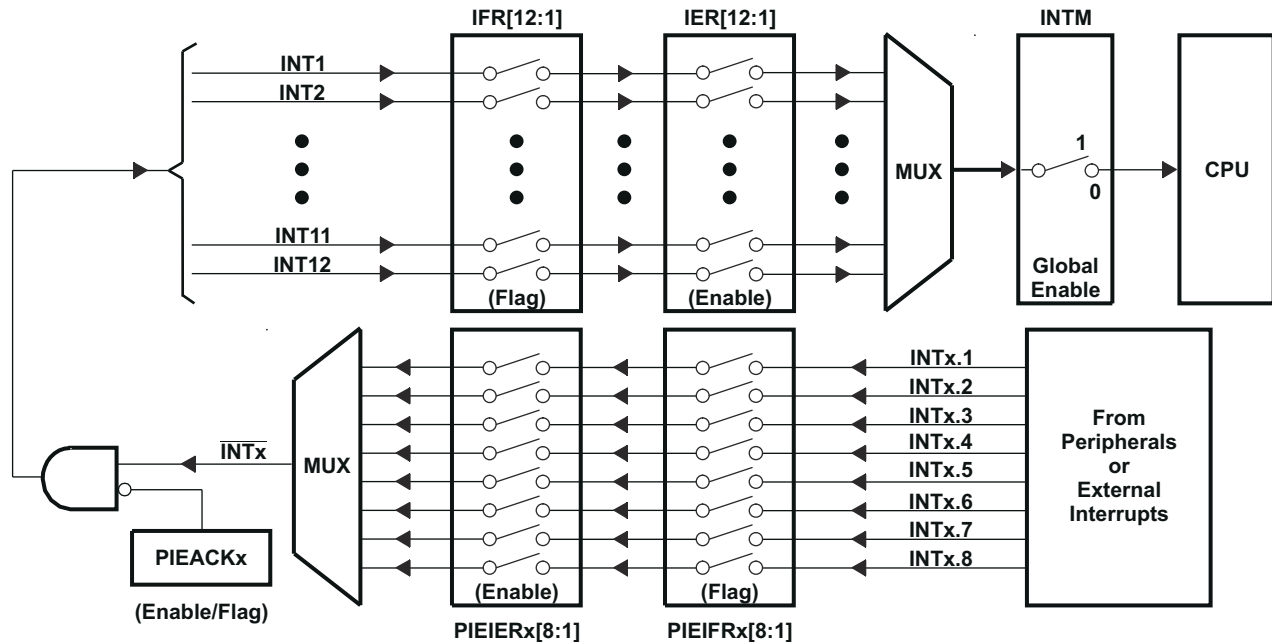 IFR[12:1]
IER[12:1]
INTM
INT1
INT2
1
MUX
CPU
0
INT11
INT12
Global
Enable
(Flag)
(Enable)
INTx.1
INTx.2
INTx.3
INTx.4
INTx.5
INTx.6
INTx.7
INTx.8
From
Peripherals
or
External
Interrupts
INTx
MUX
PIEACKx
(Enable/Flag)
(Enable)
(Flag)
PIEIERx[8:1]
PIEIFRx[8:1]